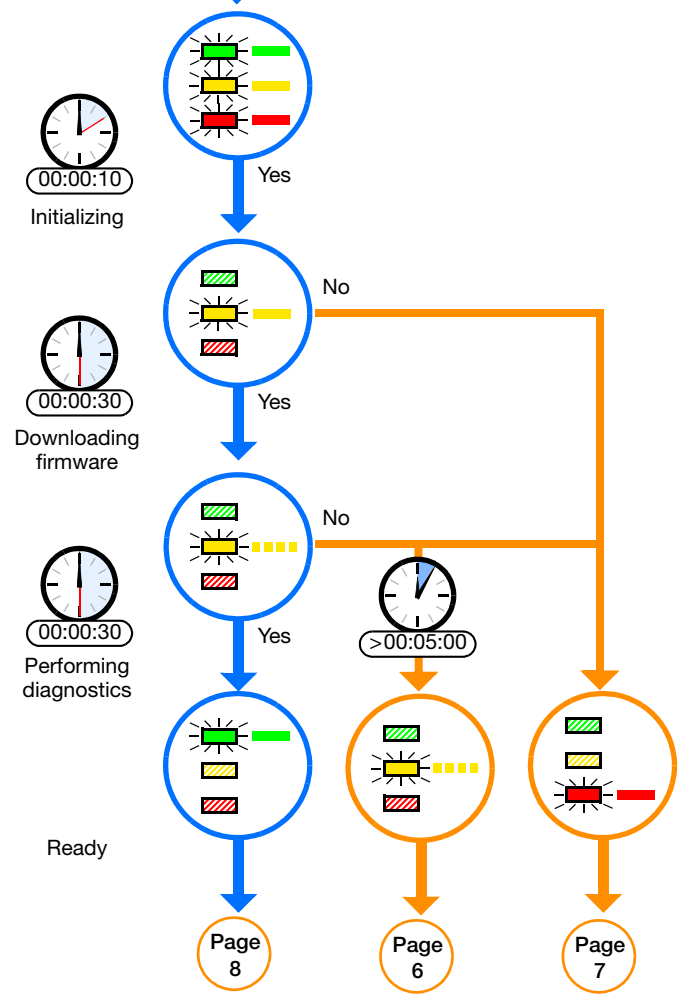 Yes
00:00:10
Initializing
No
Yes
00:00:30
Downloading
firmware
No
>00:05:00
Yes
00:00:30
Performing
diagnostics
Ready
Page
8
Page
6
Page
7